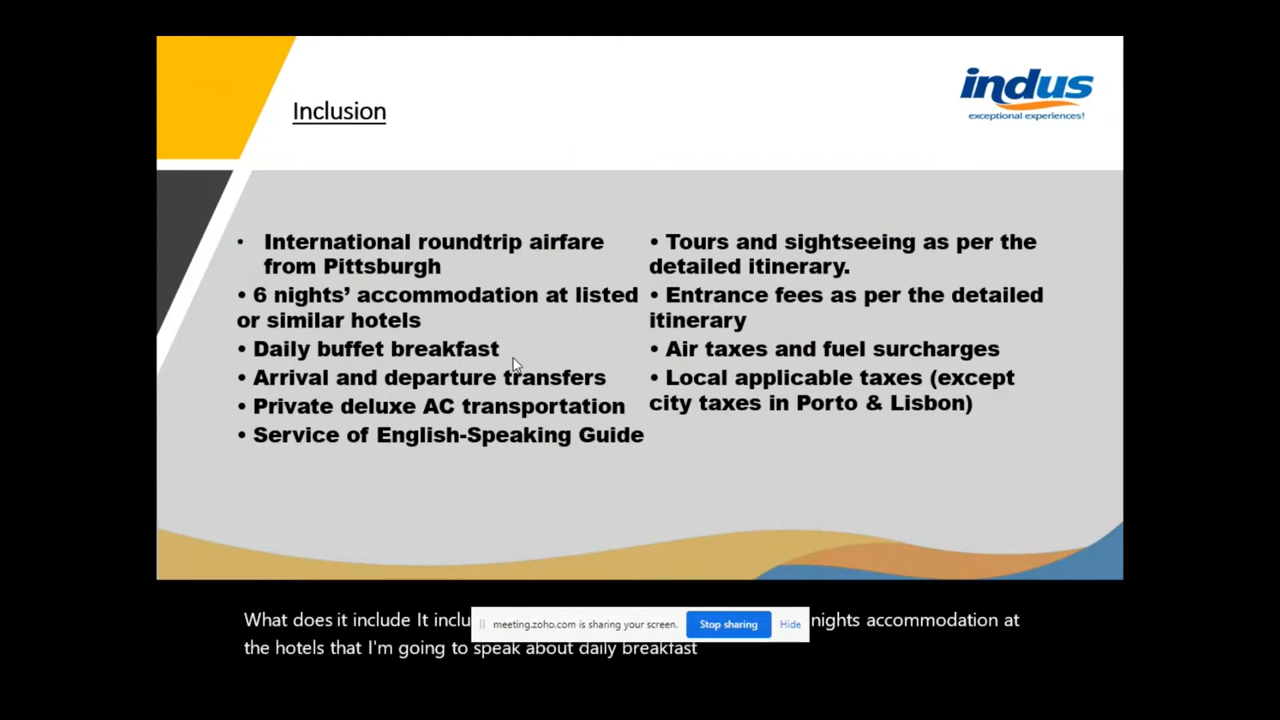 indus
exceptional experiences!
Inclusion
• International roundtrip airfare
from Pittsburgh
• 6 nights’ accommodation at listed
or similar hotels
• Daily buffet breakfast
• Arrival and departure transfers
• Private deluxe AC transportation
• Service of English-Speaking Guide
• Tours and sightseeing as per the
detailed itinerary.
• Entrance fees as per the detailed
itinerary
• Air taxes and fuel surcharges
• Local applicable taxes (except
city taxes in Porto & Lisbon)
What does it include It nights accommodation at
the hotels that I'm going to speak about daily breakfast
meeting.zoho.com is sharing your screen.
Stop sharing
Hide